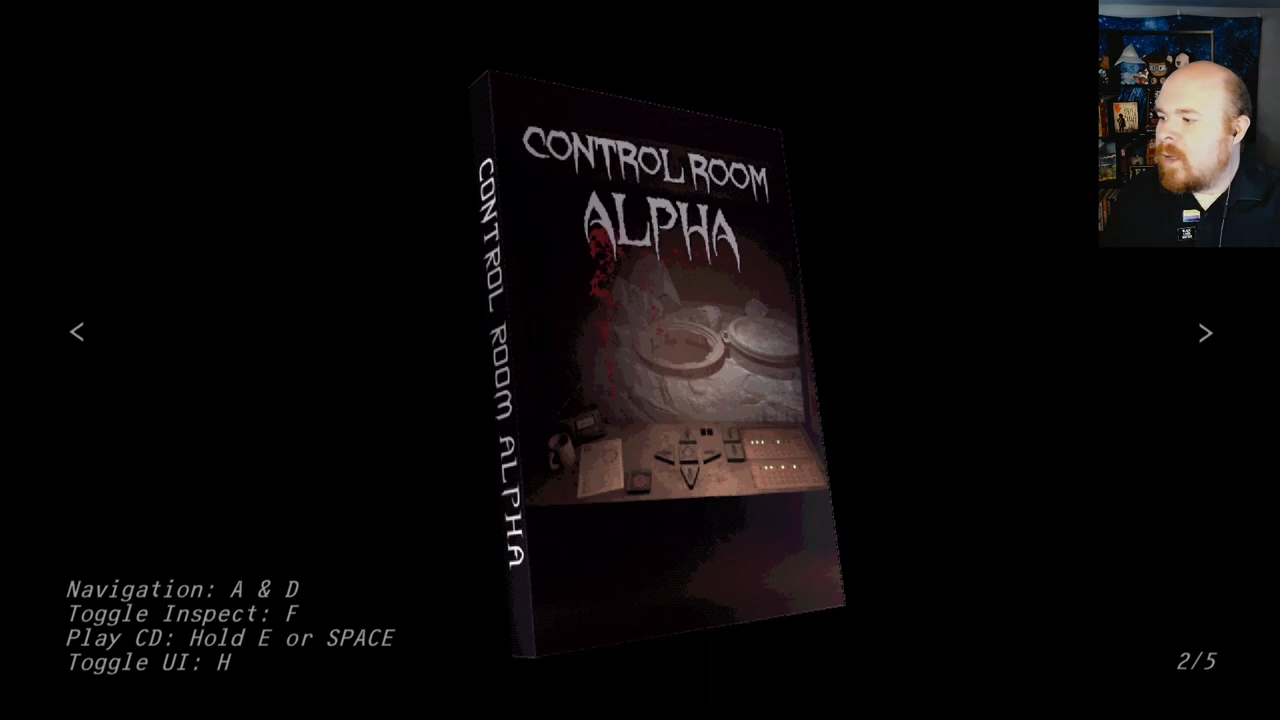 CONTROL ROOM
ALPHA
CONTROL ROOM ALPHA
<
>
Navigation: A & D
Toggle Inspect: F
Play CD: Hold E or SPACE
Toggle UI: H
2/5